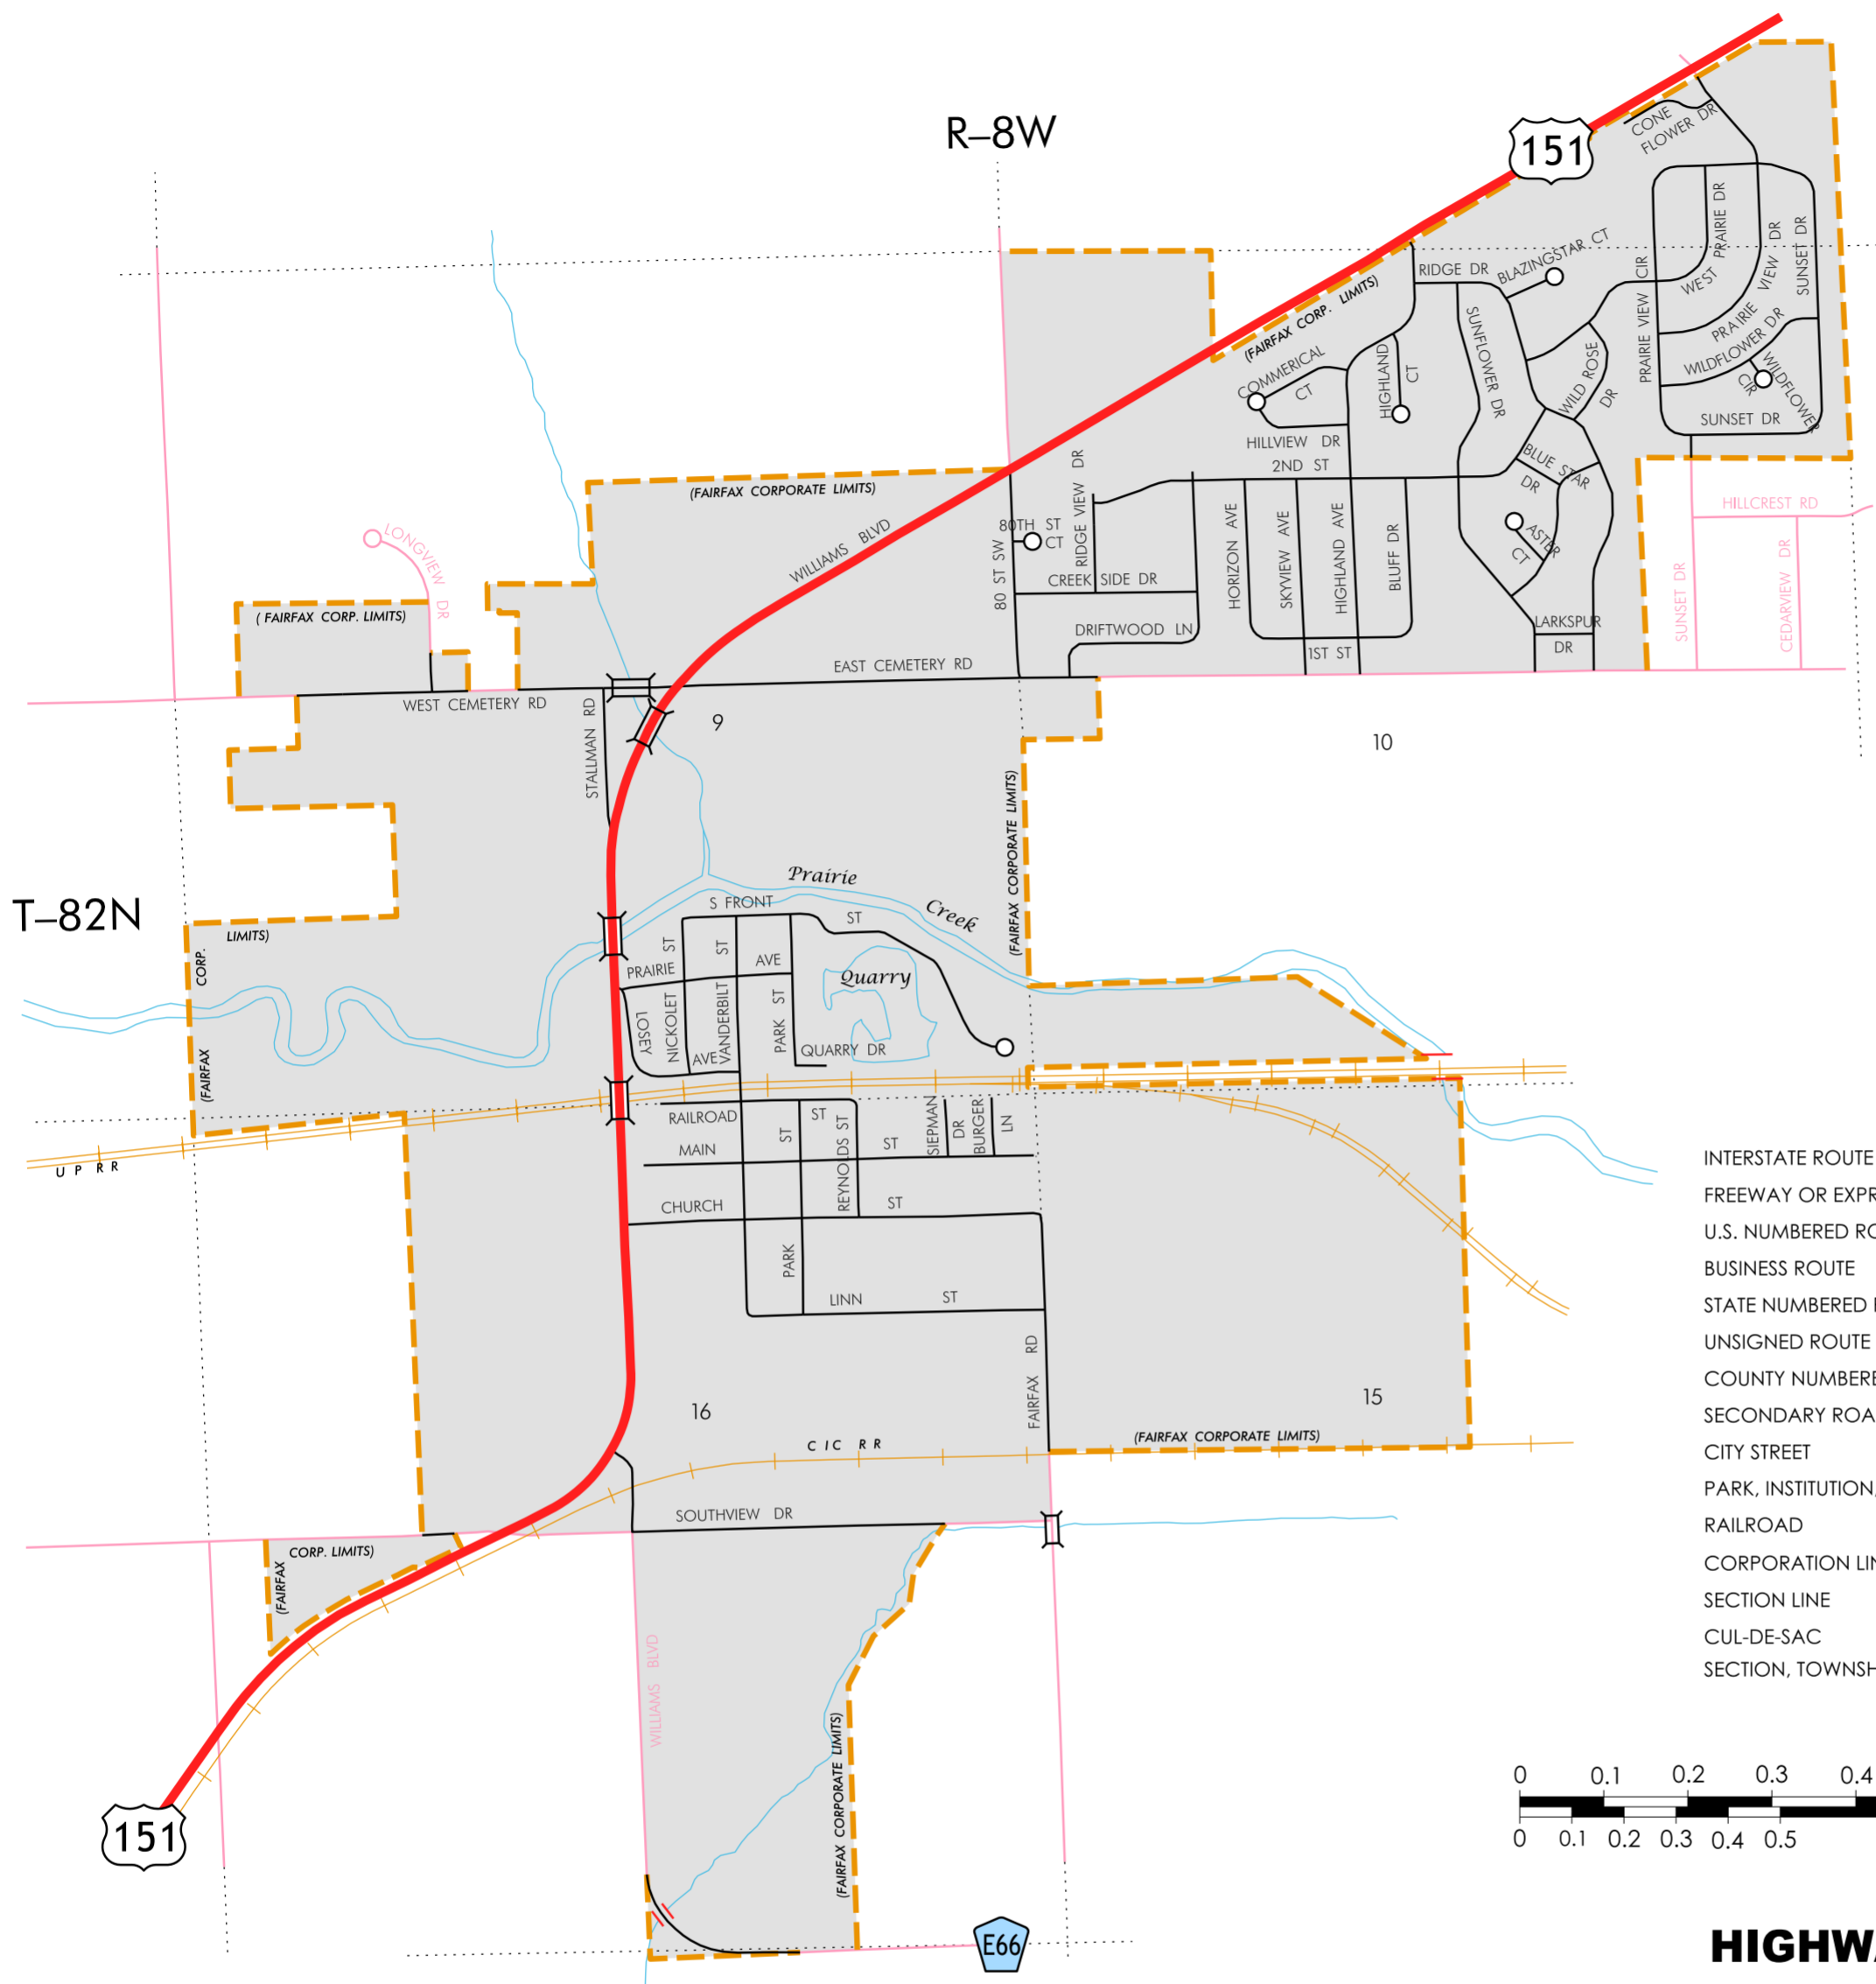 R–8W
151
CONE
FLOWER DR
WEST PRAIRIE DR
PRAIRIE VIEW DR
SUNSET DR
PRAIRIE VIEW CIR
WILDFLOWER DR
WILDFLOWER
CIR
SUNSET DR
RIDGE DR
BLAZINGSTAR CT
SUNFLOWER DR
WILD ROSE
DR
(FAIRFAX CORP. LIMITS)
COMMERICAL
CT
HIGHLAND
CT
HILLVIEW DR
2ND ST
BLUE STAR
DR
ASTER
CT
HILLCREST RD
SUNSET DR
CEDARVIEW DR
LARKSPUR
DR
(FAIRFAX CORPORATE LIMITS)
WILLIAMS BLVD
80TH ST
CT
80 ST SW
RIDGE VIEW DR
CREEK SIDE DR
DRIFTWOOD LN
HORIZON AVE
SKYVIEW AVE
HIGHLAND AVE
BLUFF DR
1ST ST
LONGVIEW DR
( FAIRFAX CORP. LIMITS)
EAST CEMETERY RD
WEST CEMETERY RD
STALLMAN RD
9
10
(FAIRFAX CORPORATE LIMITS)
T–82N
(FAIRFAX CORP.
LIMITS)
Prairie
Creek
S FRONT ST
Quarry
PRAIRIE AVE
ST
ST
LOSEY
AVE
NICKOLET
VANDERBILT
PARK ST
QUARRY DR
U P RR
RAILROAD ST
MAIN ST
ST
REYNOLDS ST
SIEPMAN
DR
BURGER
LN
CHURCH ST
PARK
LINN ST
FAIRFAX RD
16
15
C I C RR
(FAIRFAX CORPORATE LIMITS)
SOUTHVIEW DR
(FAIRFAX
CORP. LIMITS)
WILLIAMS BLVD
(FAIRFAX CORPORATE LIMITS)
151
E66
INTERSTATE ROUTE
FREEWAY OR EXPR
U.S. NUMBERED RO
BUSINESS ROUTE
STATE NUMBERED
UNSIGNED ROUTE
COUNTY NUMBERE
SECONDARY ROA
CITY STREET
PARK, INSTITUTION,
RAILROAD
CORPORATION LIN
SECTION LINE
CUL-DE-SAC
SECTION, TOWNSH
0 0.1 0.2 0.3 0.4
0 0.1 0.2 0.3 0.4 0.5
HIGHWA